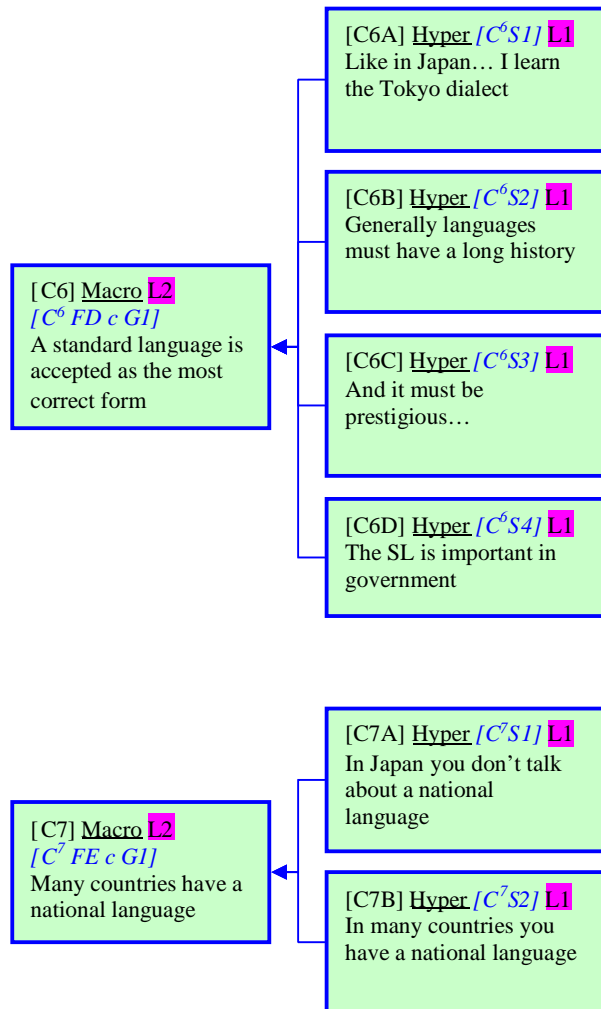 [C6A] Hyper [C⁶S1] L1
Like in Japan… I learn
the Tokyo dialect
[C6B] Hyper [C⁶S2] L1
Generally languages
must have a long history
[C6] Macro L2
[C⁶ FD c G1]
A standard language is
accepted as the most
correct form
[C6C] Hyper [C⁶S3] L1
And it must be
prestigious…
[C6D] Hyper [C⁶S4] L1
The SL is important in
government
[C7A] Hyper [C⁷S1] L1
In Japan you don’t talk
about a national
language
[C7] Macro L2
[C⁷ FE c G1]
Many countries have a
national language
[C7B] Hyper [C⁷S2] L1
In many countries you
have a national language